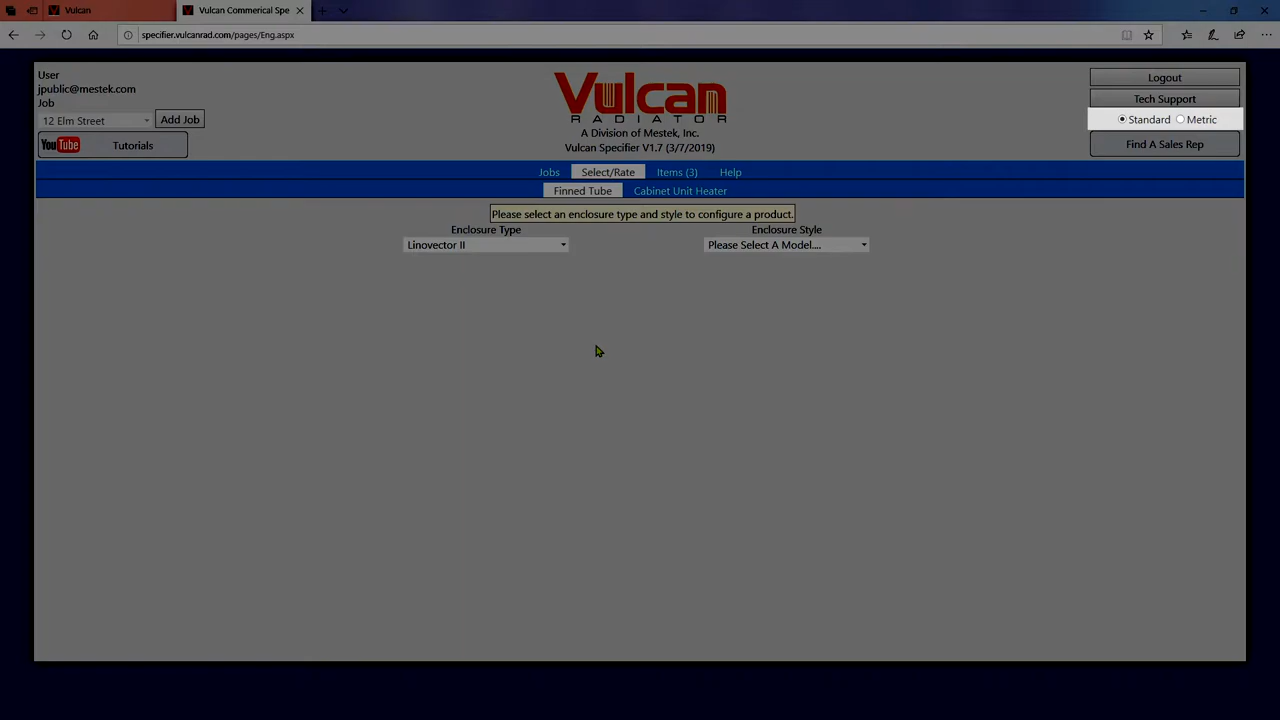 Vulcan
Vulcan Commerical Spe
specifier.vulcanrad.com/pages/Eng.aspx
User
jpublic@mestek.com
Job
12 Elm Street
Add Job
YouTube
Tutorials
Vulcan
RADIATOR
A Division of Mestek, Inc.
Vulcan Specifier V1.7 (3/7/2019)
Logout
Tech Support
Standard
Metric
Find A Sales Rep
Jobs
Select/Rate
Items (3)
Help
Finned Tube
Cabinet Unit Heater
Please select an enclosure type and style to configure a product.
Enclosure Type
Enclosure Style
Linovector II
Please Select A Model....